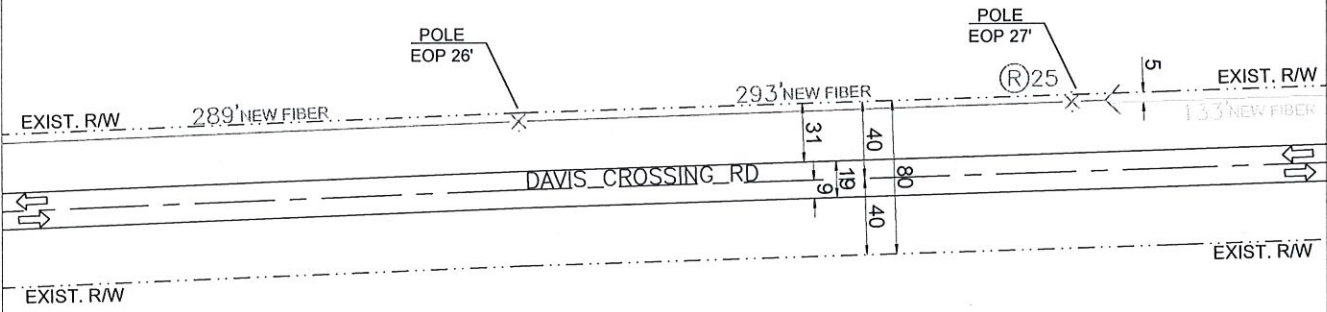 POLE
EOP 26'
POLE
EOP 27'
R 25
5
EXIST. R/W
EXIST. R/W
289' NEW FIBER
293' NEW FIBER
133' NEW FIBER
31
40
80
19
9
40
DAVIS_CROSSING_RD
EXIST. R/W
EXIST. R/W